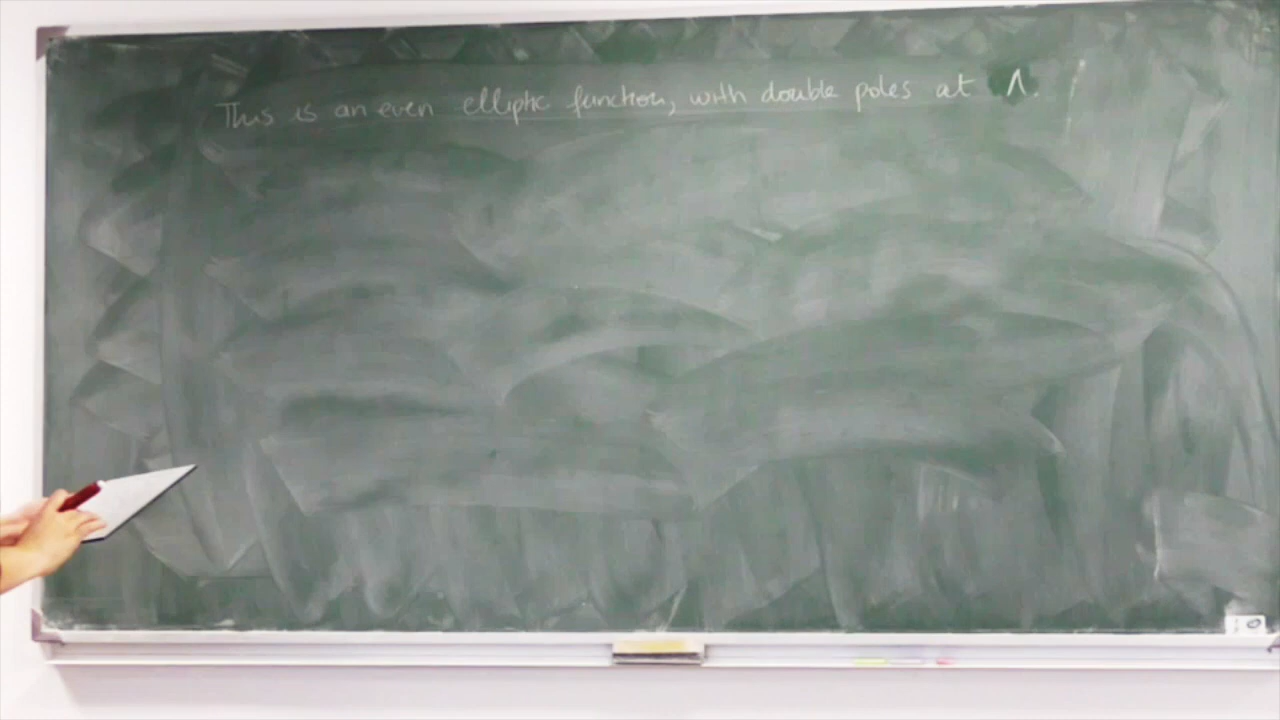 This is an even elliptic function, with double poles at Λ.